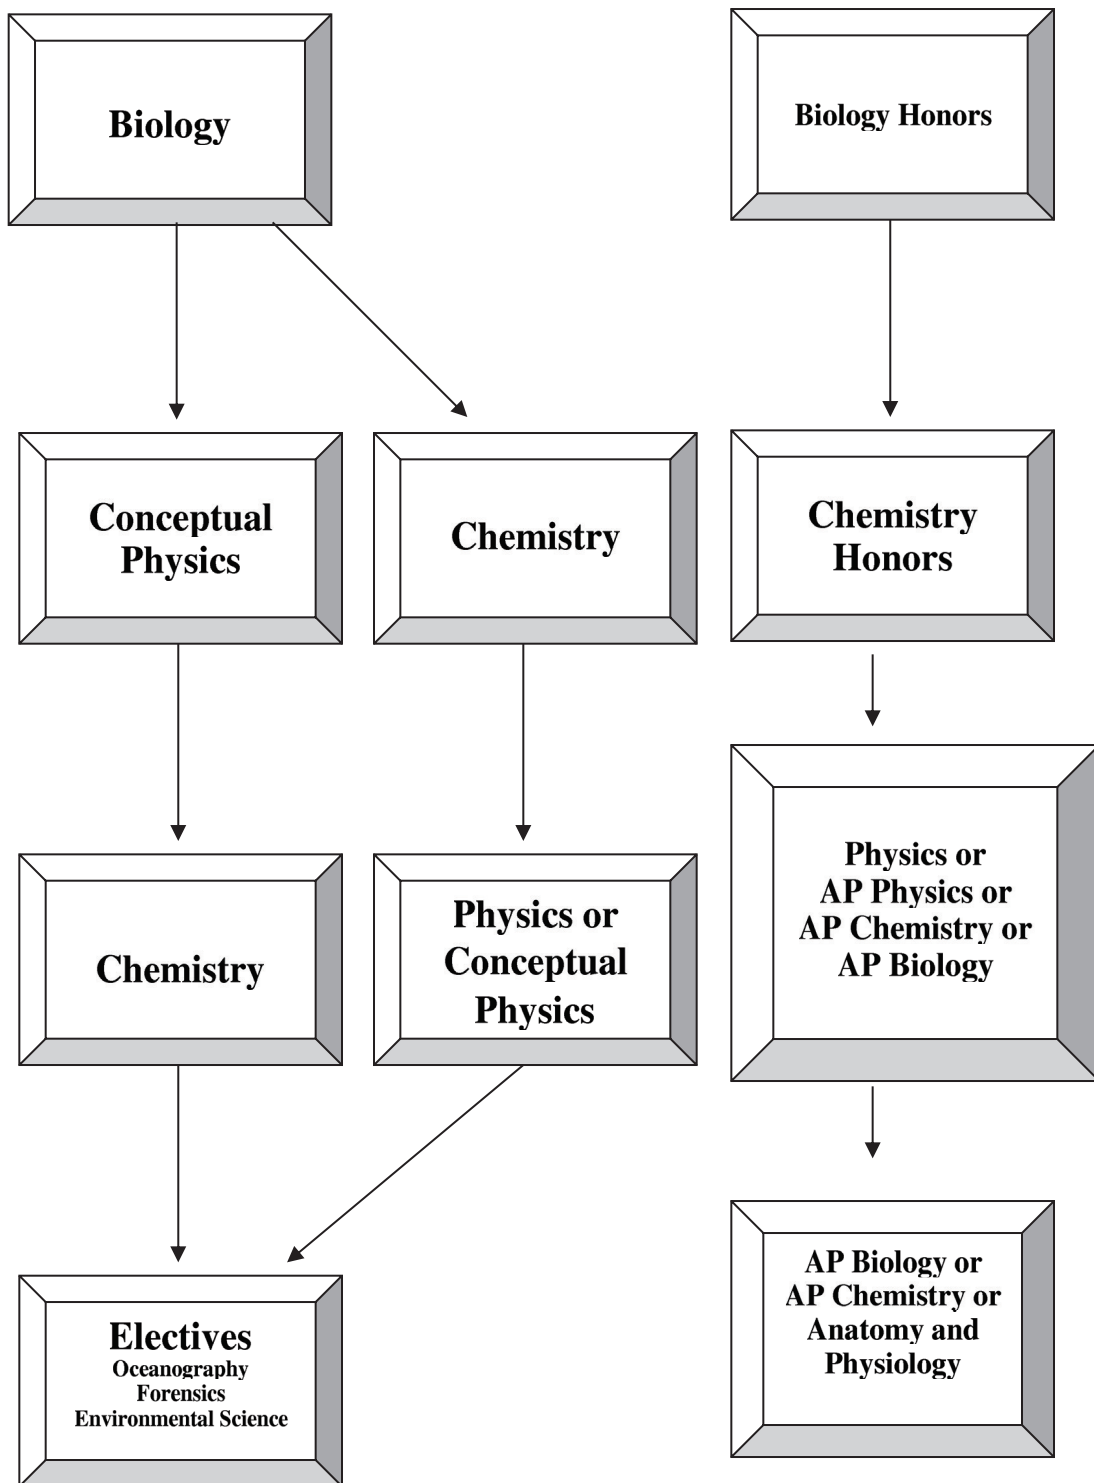 Biology
Biology Honors
Conceptual
Physics
Chemistry
Chemistry
Honors
Chemistry
Physics or
Conceptual
Physics
Physics or
AP Physics or
AP Chemistry or
AP Biology
Electives
Oceanography
Forensics
Environmental Science
AP Biology or
AP Chemistry or
Anatomy and
Physiology